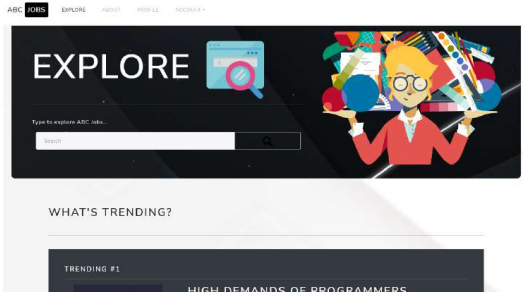 ABC JOBS EXPLORE ABOUT PROFILE ACCOUNT
EXPLORE
Type to explore ABC Jobs...
Search
WHAT'S TRENDING?
TRENDING #1
HIGH DEMANDS OF PROGRAMMERS